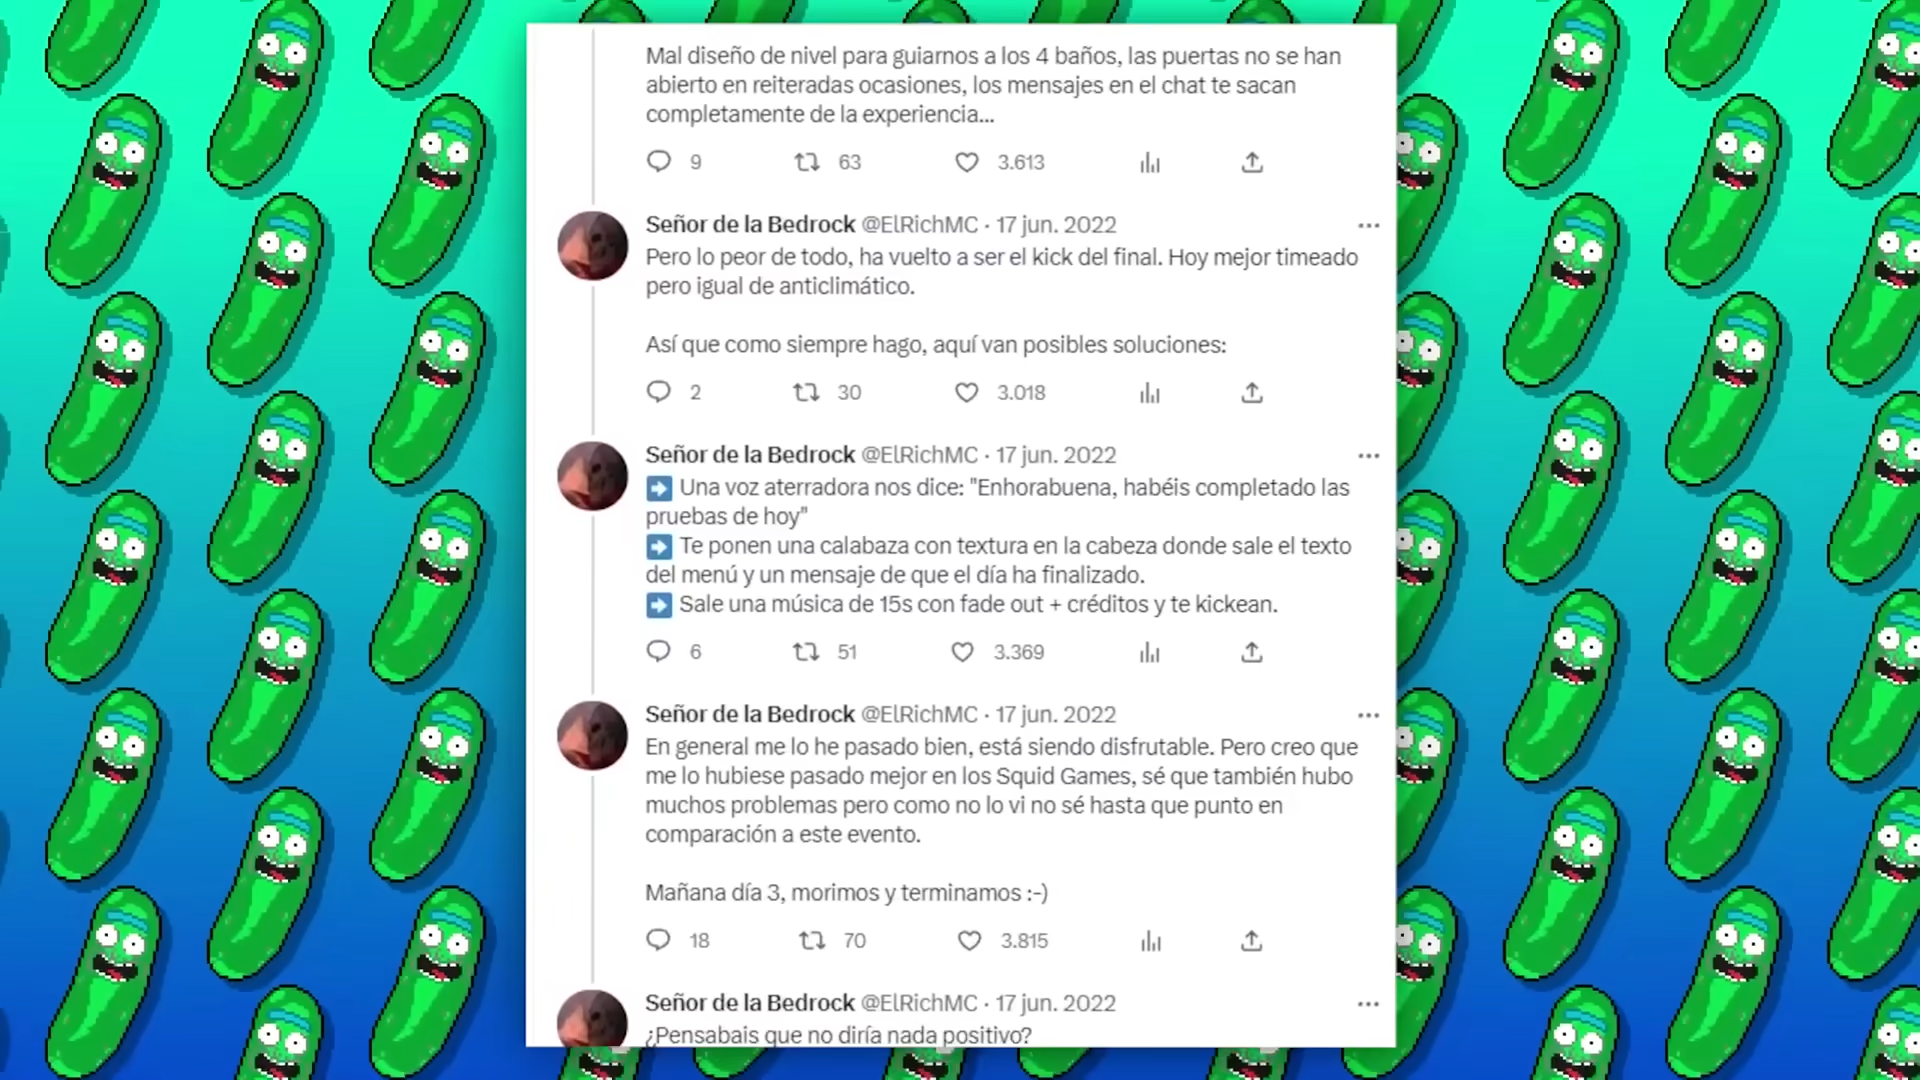 Mal diseño de nivel para guiarnos a los 4 baños, las puertas no se han
abierto en reiteradas ocasiones, los mensajes en el chat te sacan
completamente de la experiencia...
9 63 3.613
Señor de la Bedrock @ElRichMC · 17 jun. 2022
Pero lo peor de todo, ha vuelto a ser el kick del final. Hoy mejor timeado
pero igual de anticlimático.
Así que como siempre hago, aquí van posibles soluciones:
2 30 3.018
Señor de la Bedrock @ElRichMC · 17 jun. 2022
➡️ Una voz aterradora nos dice: "Enhorabuena, habéis completado las
pruebas de hoy"
➡️ Te ponen una calabaza con textura en la cabeza donde sale el texto
del menú y un mensaje de que el día ha finalizado.
➡️ Sale una música de 15s con fade out + créditos y te kickean.
6 51 3.369
Señor de la Bedrock @ElRichMC · 17 jun. 2022
En general me lo he pasado bien, está siendo disfrutable. Pero creo que
me lo hubiese pasado mejor en los Squid Games, sé que también hubo
muchos problemas pero como no lo vi no sé hasta que punto en
comparación a este evento.
Mañana día 3, morimos y terminamos :-)
18 70 3.815
Señor de la Bedrock @ElRichMC · 17 jun. 2022
¿Pensabais que no diría nada positivo?